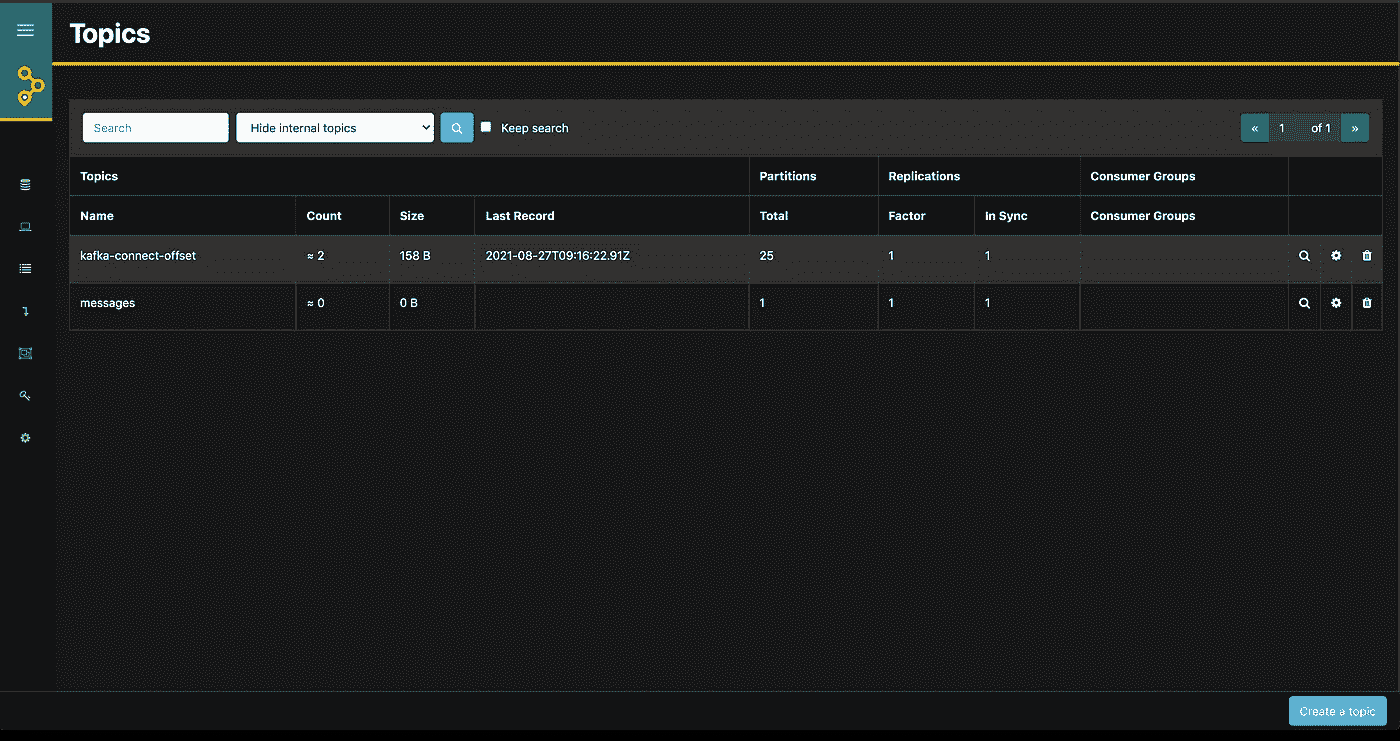 Topics
Search Hide internal topics Keep search « 1 of 1 »
Topics Partitions Replications Consumer Groups
Name Count Size Last Record Total Factor In Sync Consumer Groups
kafka-connect-offset ≈ 2 158 B 2021-08-27T09:16:22.91Z 25 1 1
messages ≈ 0 0 B 1 1 1
Create a topic